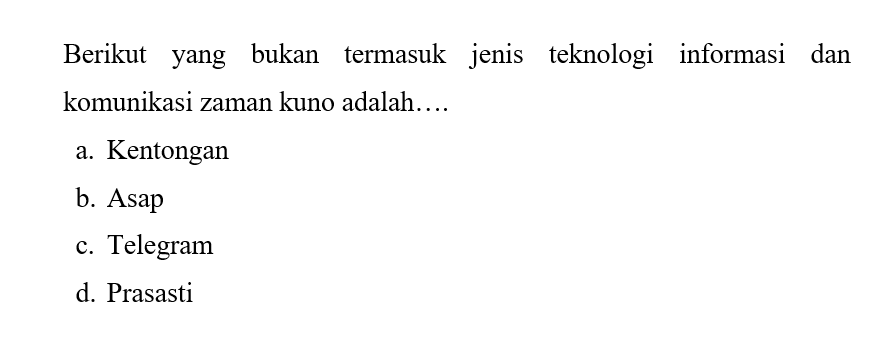 Berikut yang bukan termasuk jenis teknologi informasi dan
komunikasi zaman kuno adalah….
a. Kentongan
b. Asap
c. Telegram
d. Prasasti